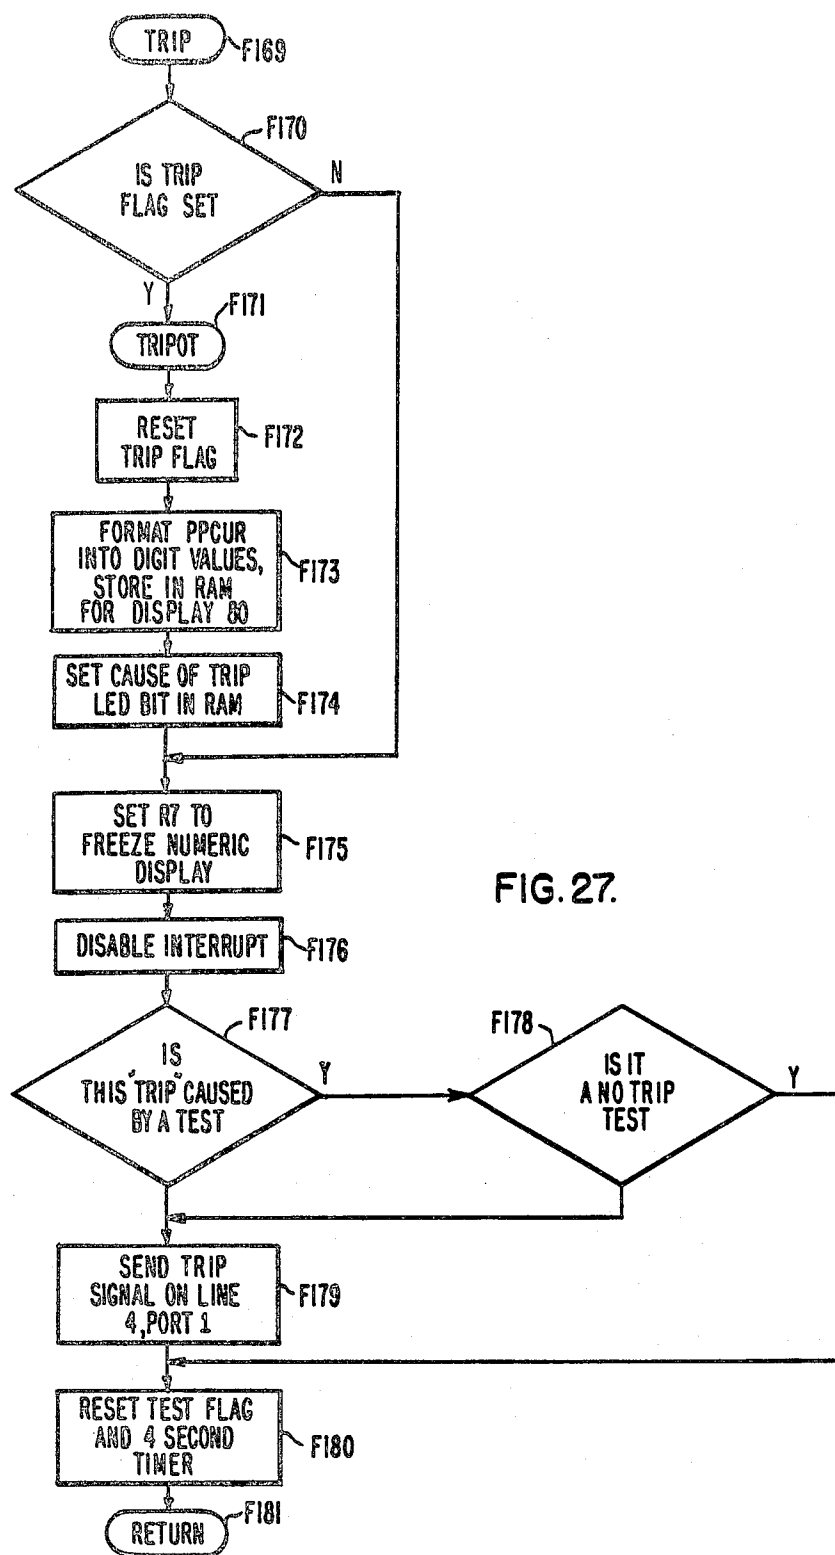 TRIP
F169
F170
IS TRIP
FLAG SET
N
Y
F171
TRIPOT
RESET
TRIP FLAG
F172
FORMAT PPCUR
INTO DIGIT VALUES,
STORE IN RAM
FOR DISPLAY 80
F173
SET CAUSE OF TRIP
LED BIT IN RAM
F174
SET R7 TO
FREEZE NUMERIC
DISPLAY
F175
FIG. 27.
DISABLE INTERRUPT
F176
F177
F178
IS
THIS "TRIP" CAUSED
BY A TEST
Y
IS IT
A NO TRIP
TEST
Y
SEND TRIP
SIGNAL ON LINE
4, PORT 1
F179
RESET TEST FLAG
AND 4 SECOND
TIMER
F180
RETURN
F181